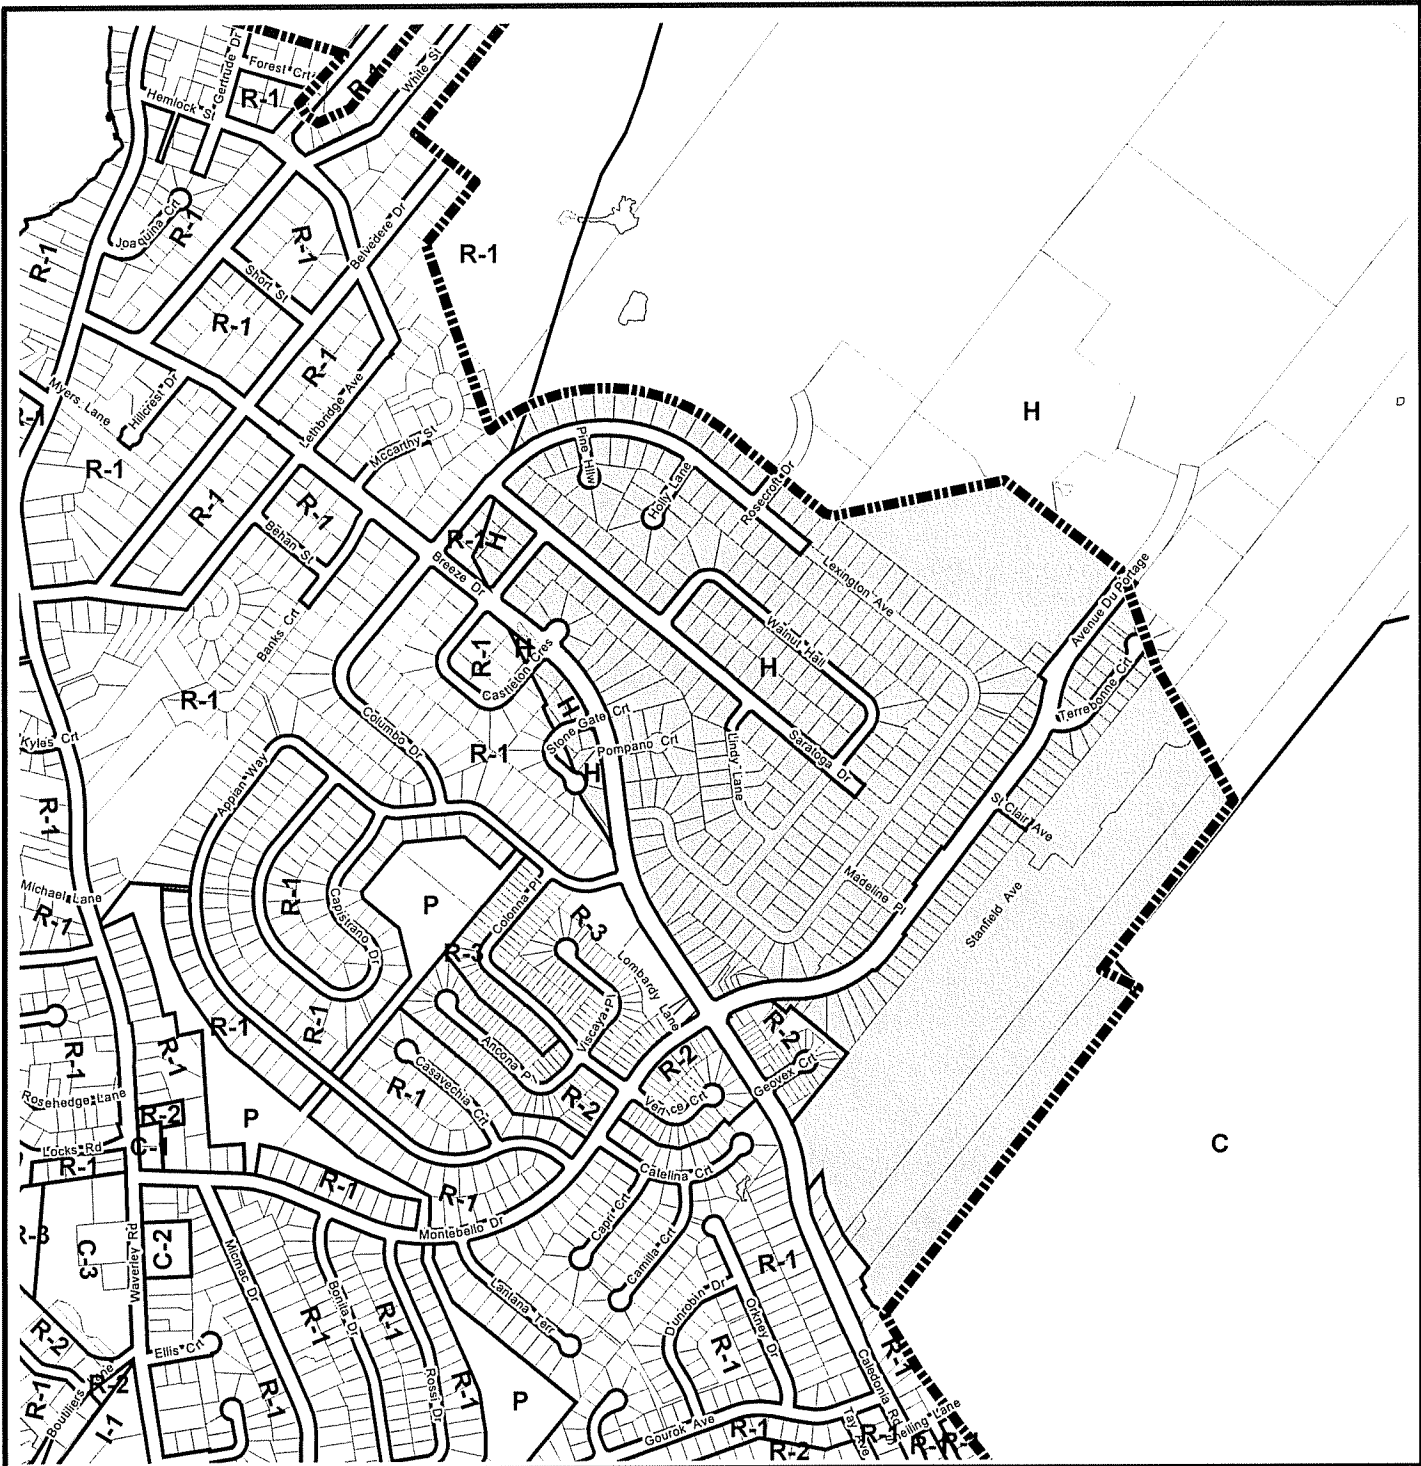 Gertrude Dr
Forest Crt
White St
R-1
R-1
Hemlock St
Joaquina Crt
R-1
R-1
R-1
Belvedere Dr
R-1
Short St
R-1
R-1
Myers Lane
Hillcrest Dr
Lethbridge Ave
Mccarthy St
R-1
R-1
R-1
R-1
Behan St
Banks Crt
H
Pine Hllw
Holly Lane
Rosecroft Dr
Lexington Ave
R-1
H
Breeze Dr
Avenue Du Portage
Walnut Hall
H
Terrebonne Crt
R-1
H
Castleton Cres
H
Stone Gate Crt
Pompano Crt
H
R-1
Lindy Lane
Saratoga Dr
R-1
Kyles Crt
Columbo Dr
Appian Way
R-1
St Clair Ave
Madeline Pl
Stanfield Ave
Michael Lane
R-1
R-1
Capistrano Dr
P
Colonna Pl
R-3
R-3
Lombardy Lane
R-1
R-1
Viscaya Pl
Ancona Pl
R-2
R-2
Geovex Crt
R-1
R-1
Rosehedge Lane
R-2
Locks Rd
C-1
R-1
P
R-1
Casavechia Crt
R-2
Venice Crt
Catelina Crt
C
R-1
R-1
Montebello Dr
Capri Crt
Camilla Crt
R-3
C-3
Waverley Rd
C-2
Micmac Dr
R-1
Bonita Dr
R-1
Lantana Terr
Dunrobin Dr
R-1
Orkney Dr
R-1
R-2
Ellis Crt
Boutiliers Lane
R-2
R-1
I-1
R-1
Rossi Dr
R-1
P
Gourok Ave
R-1
R-2
Tay Ave
R-1
Caledonia Rd
R-1
R-1
R-1